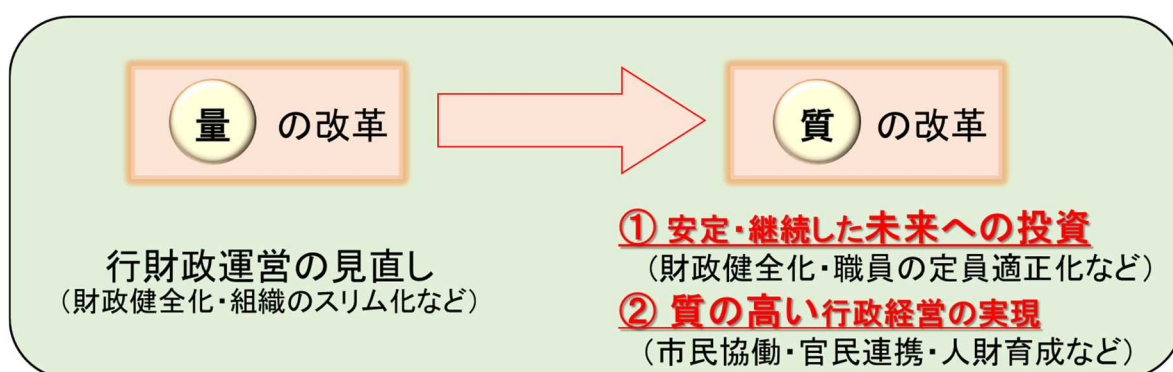 量 の改革
行財政運営の見直し
（財政健全化・組織のスリム化など）
質 の改革
① 安定・継続した未来への投資
（財政健全化・職員の定員適正化など）
② 質の高い行政経営の実現
（市民協働・官民連携・人財育成など）